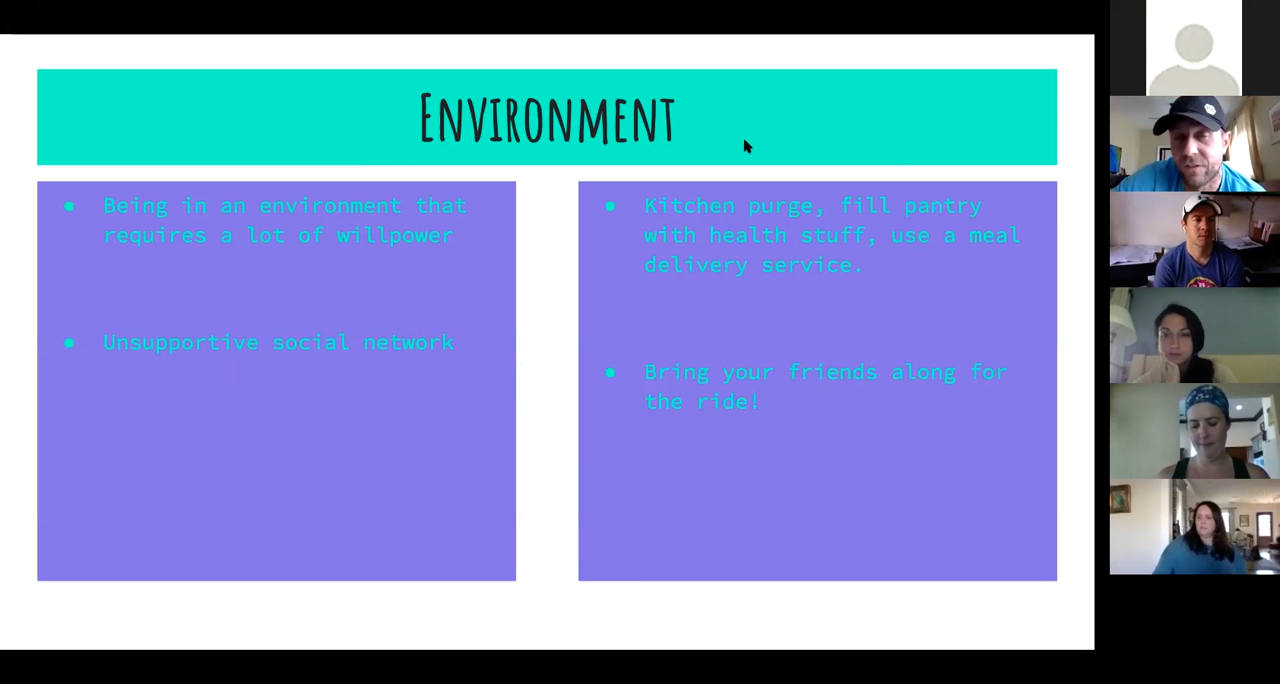 Environment
● Being in an environment that
requires a lot of willpower
● Unsupportive social network
● Kitchen purge, fill pantry
with health stuff, use a meal
delivery service.
● Bring your friends along for
the ride!